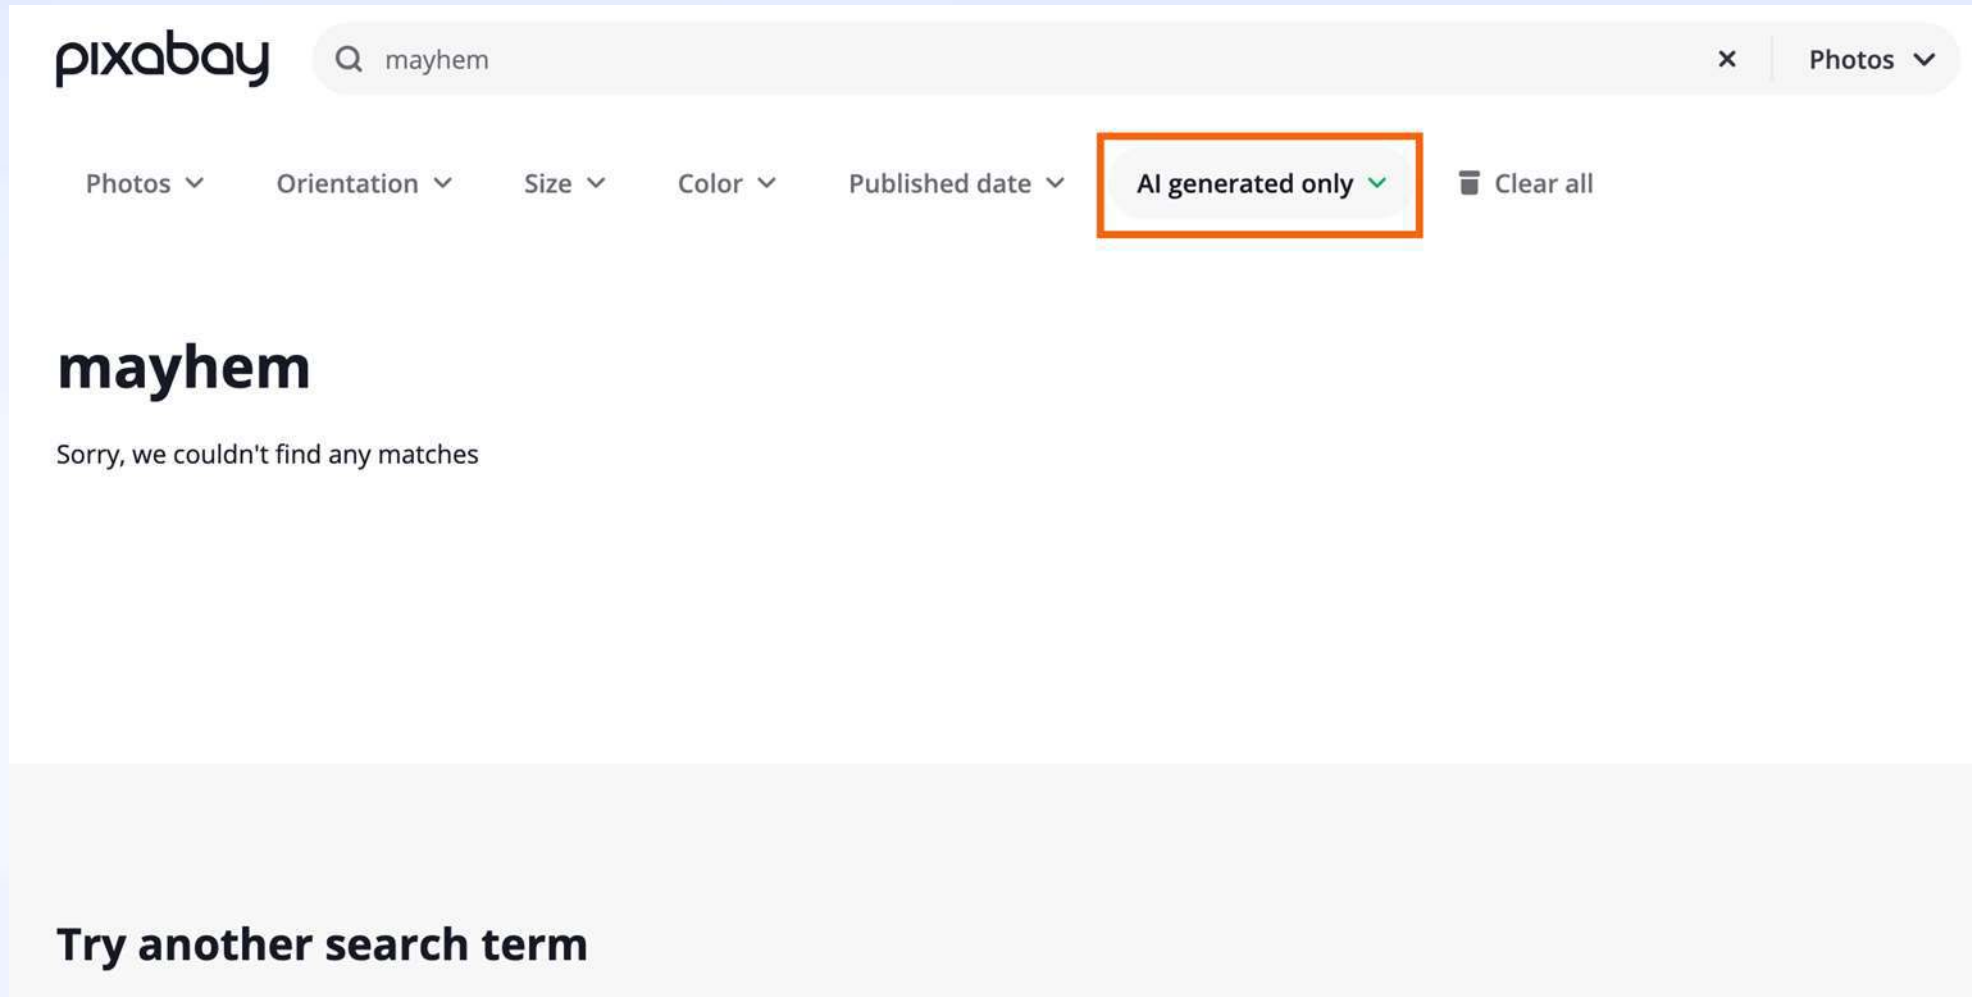 pixabay mayhem Photos
Photos Orientation Size Color Published date AI generated only Clear all
mayhem
Sorry, we couldn't find any matches
Try another search term